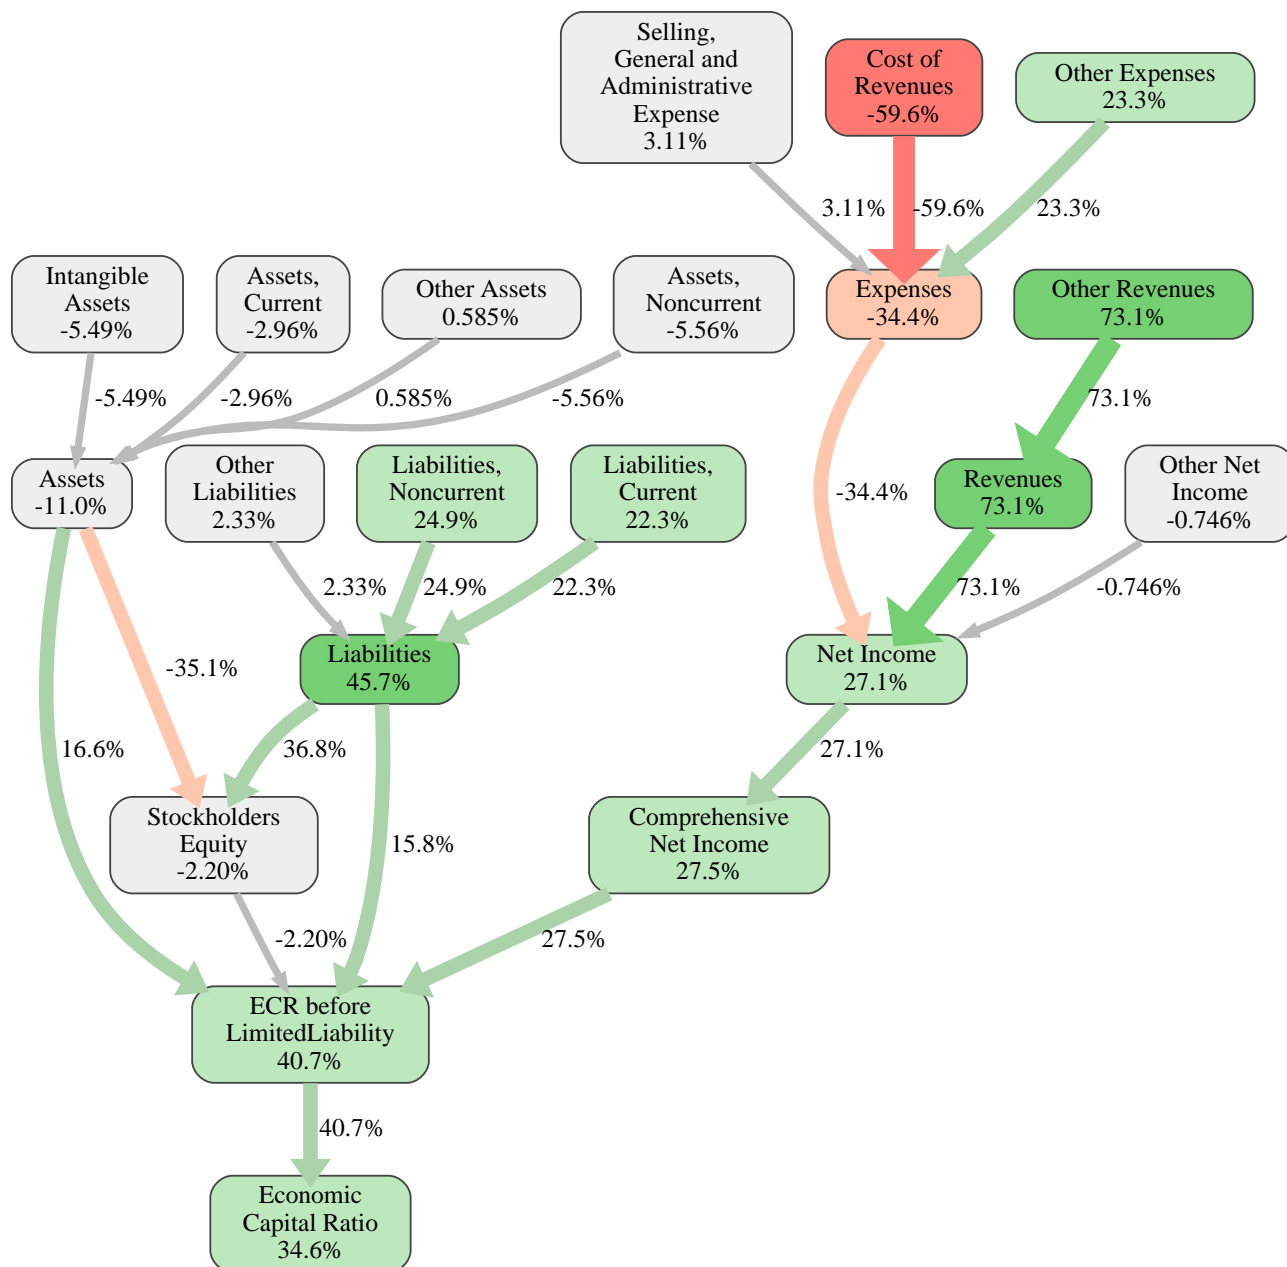 Selling,
General and
Administrative
Expense
3.11%
Cost of
Revenues
-59.6%
Other Expenses
23.3%
3.11%
-59.6%
23.3%
Intangible
Assets
-5.49%
Assets,
Current
-2.96%
Other Assets
0.585%
Assets,
Noncurrent
-5.56%
Expenses
-34.4%
Other Revenues
73.1%
-5.49%
-2.96%
0.585%
-5.56%
73.1%
Assets
-11.0%
Other
Liabilities
2.33%
Liabilities,
Noncurrent
24.9%
Liabilities,
Current
22.3%
-34.4%
Revenues
73.1%
Other Net
Income
-0.746%
2.33%
24.9%
22.3%
73.1%
-0.746%
-35.1%
Liabilities
45.7%
Net Income
27.1%
16.6%
36.8%
27.1%
Stockholders
Equity
-2.20%
15.8%
Comprehensive
Net Income
27.5%
-2.20%
27.5%
ECR before
LimitedLiability
40.7%
40.7%
Economic
Capital Ratio
34.6%